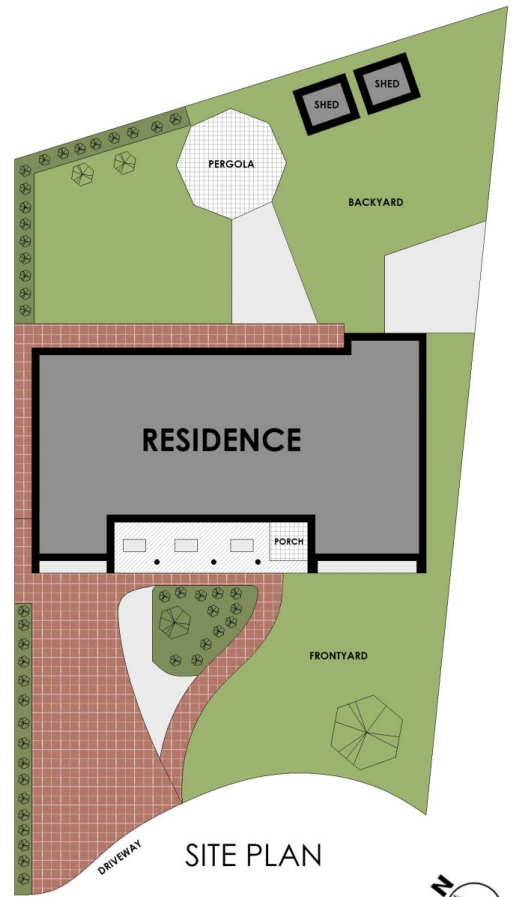 SHED
SHED
PERGOLA
BACKYARD
RESIDENCE
PORCH
FRONTYARD
DRIVEWAY
SITE PLAN
N